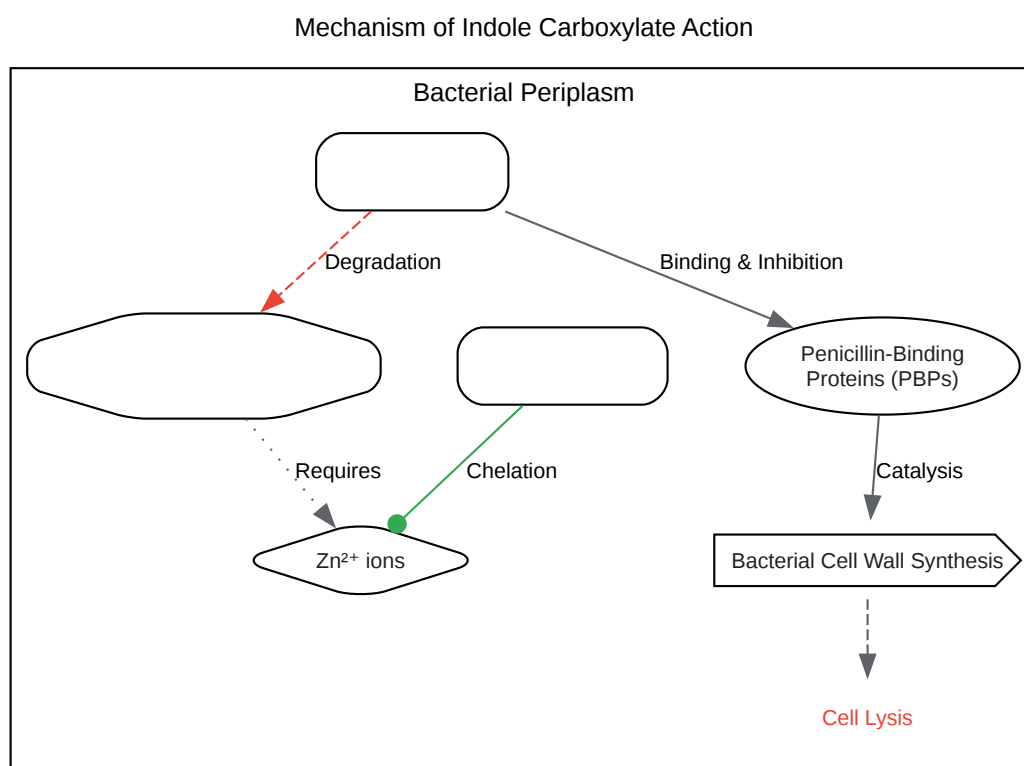 Mechanism of Indole Carboxylate Action
Bacterial Periplasm
Degradation
Binding & Inhibition
Penicillin-Binding
Proteins (PBPs)
Requires
Chelation
Catalysis
Zn²⁺ ions
Bacterial Cell Wall Synthesis
Cell Lysis